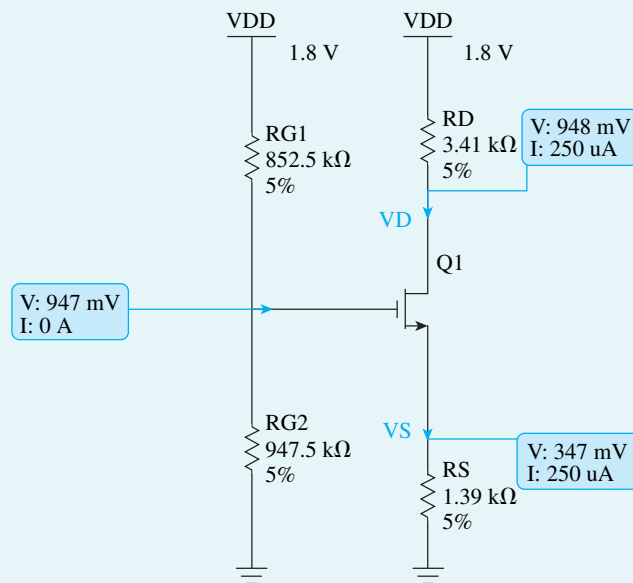 VDD
1.8 V
VDD
1.8 V
RG1
852.5 kΩ
5%
RD
3.41 kΩ
5%
V: 948 mV
I: 250 uA
VD
Q1
V: 947 mV
I: 0 A
RG2
947.5 kΩ
5%
VS
V: 347 mV
I: 250 uA
RS
1.39 kΩ
5%